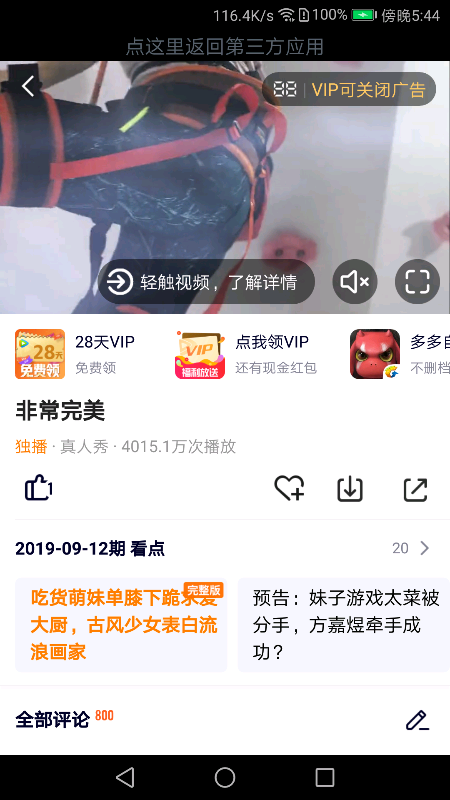 116.4K/s 100% 傍晚5:44
点这里返回第三方应用
88 | VIP可关闭广告
轻触视频，了解详情
28天VIP
免费领
点我领VIP
还有现金红包
多多自
不删档
28天
免费领
VIP
福利放送
非常完美
独播 · 真人秀 · 4015.1万次播放
1
2019-09-12期 看点
20
完整版
吃货萌妹单膝下跪求爱
大厨，古风少女表白流
浪画家
预告：妹子游戏太菜被
分手，方嘉煜牵手成
功？
全部评论 800